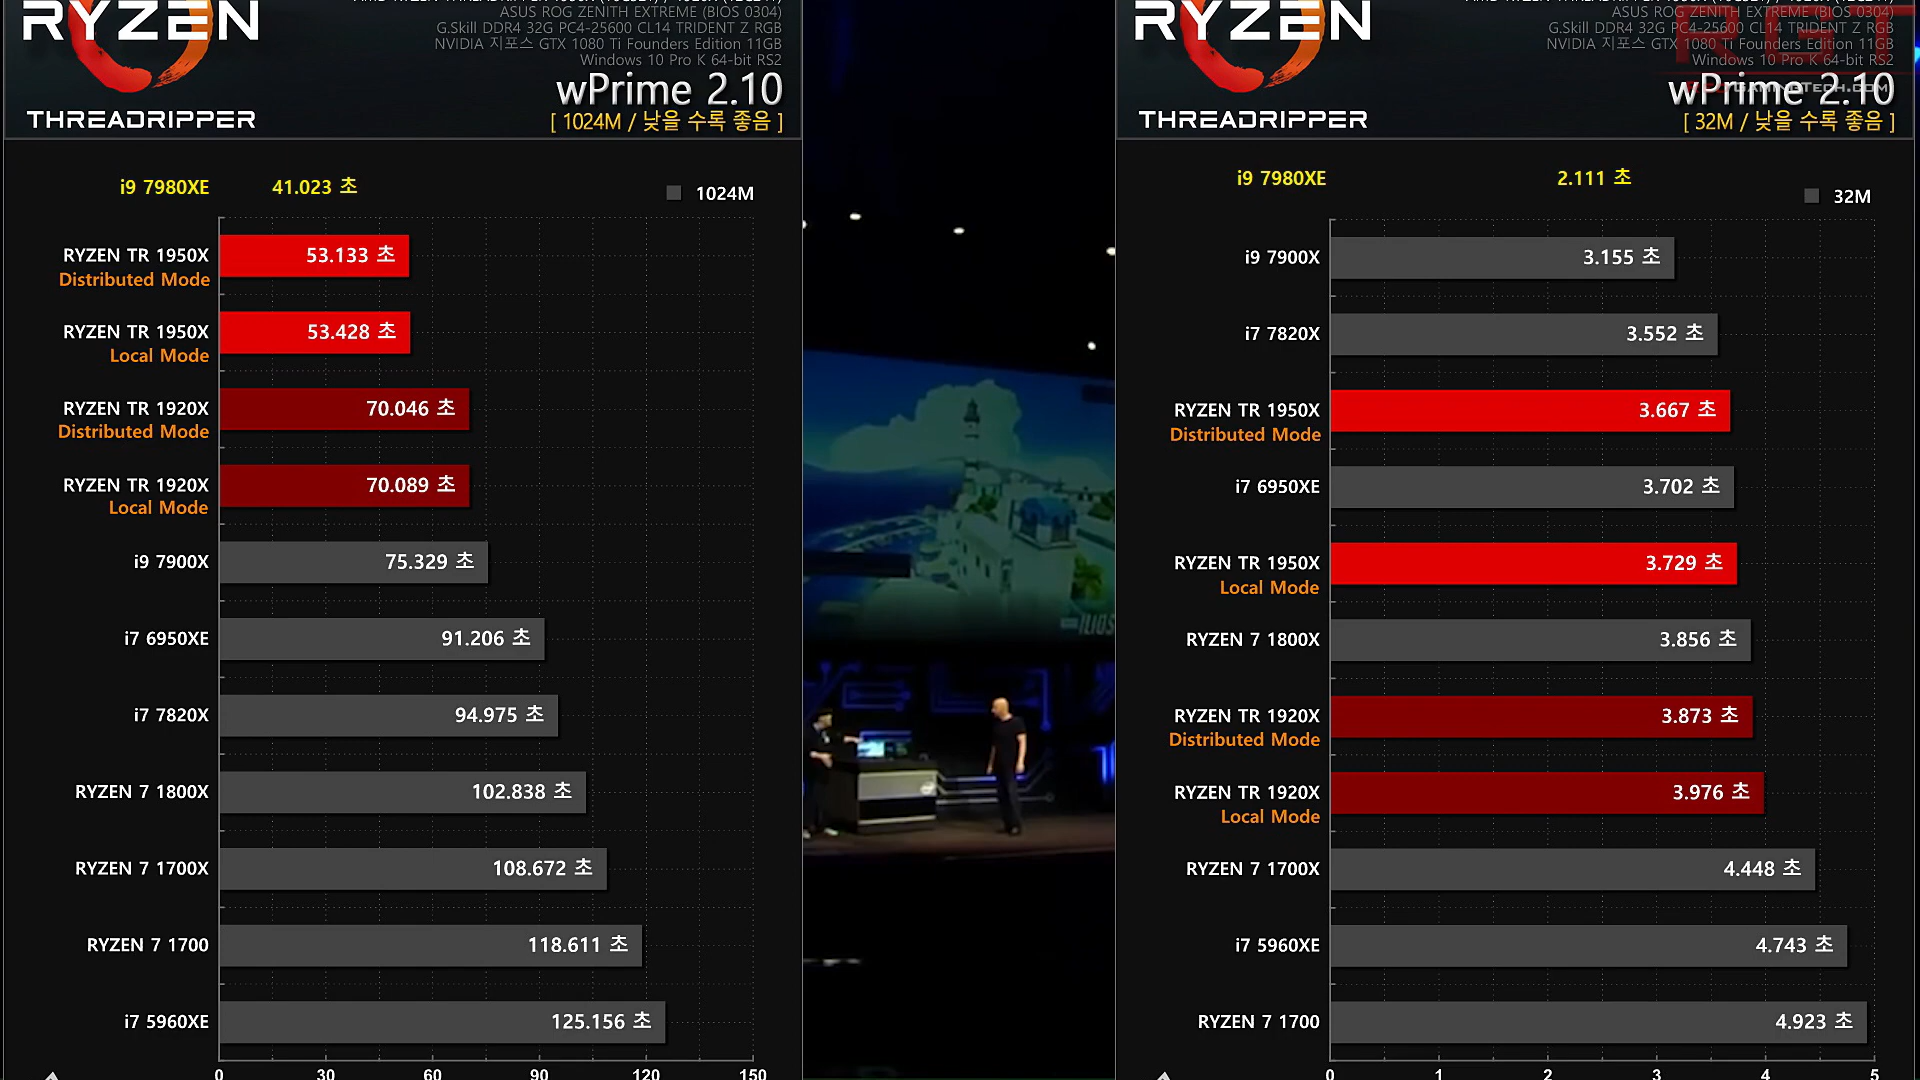 RYZEN
THREADRIPPER
ASUS ROG ZENITH EXTREME (BIOS 0304)
G.Skill DDR4 32G PC4-25600 CL14 TRIDENT Z RGB
NVIDIA 지포스 GTX 1080 Ti Founders Edition 11GB
Windows 10 Pro K 64-bit RS2
wPrime 2.10
[ 1024M / 낮을 수록 좋음 ]
i9 7980XE 41.023 초
1024M
RYZEN TR 1950X 53.133 초
Distributed Mode
RYZEN TR 1950X 53.428 초
Local Mode
RYZEN TR 1920X 70.046 초
Distributed Mode
RYZEN TR 1920X 70.089 초
Local Mode
i9 7900X 75.329 초
i7 6950XE 91.206 초
i7 7820X 94.975 초
RYZEN 7 1800X 102.838 초
RYZEN 7 1700X 108.672 초
RYZEN 7 1700 118.611 초
i7 5960XE 125.156 초
0 30 60 90 120 150
ILIOS
RYZEN
THREADRIPPER
ASUS ROG ZENITH EXTREME (BIOS 0304)
G.Skill DDR4 32G PC4-25600 CL14 TRIDENT Z RGB
NVIDIA 지포스 GTX 1080 Ti Founders Edition 11GB
Windows 10 Pro K 64-bit RS2
wPrime 2.10
[ 32M / 낮을 수록 좋음 ]
i9 7980XE 2.111 초
32M
i9 7900X 3.155 초
i7 7820X 3.552 초
RYZEN TR 1950X 3.667 초
Distributed Mode
i7 6950XE 3.702 초
RYZEN TR 1950X 3.729 초
Local Mode
RYZEN 7 1800X 3.856 초
RYZEN TR 1920X 3.873 초
Distributed Mode
RYZEN TR 1920X 3.976 초
Local Mode
RYZEN 7 1700X 4.448 초
i7 5960XE 4.743 초
RYZEN 7 1700 4.923 초
0 1 2 3 4 5